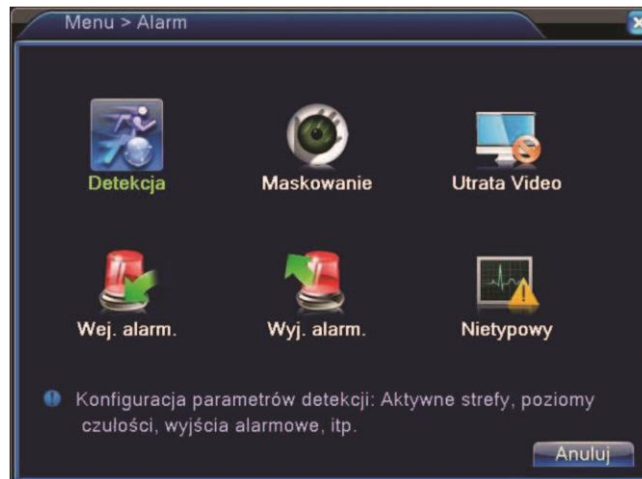 Menu > Alarm
Detekcja
Maskowanie
Utrata Video
Wej. alarm.
Wyj. alarm.
Nietypowy
Konfiguracja parametrów detekcji: Aktywne strefy, poziomy
czułości, wyjścia alarmowe, itp.
Anuluj